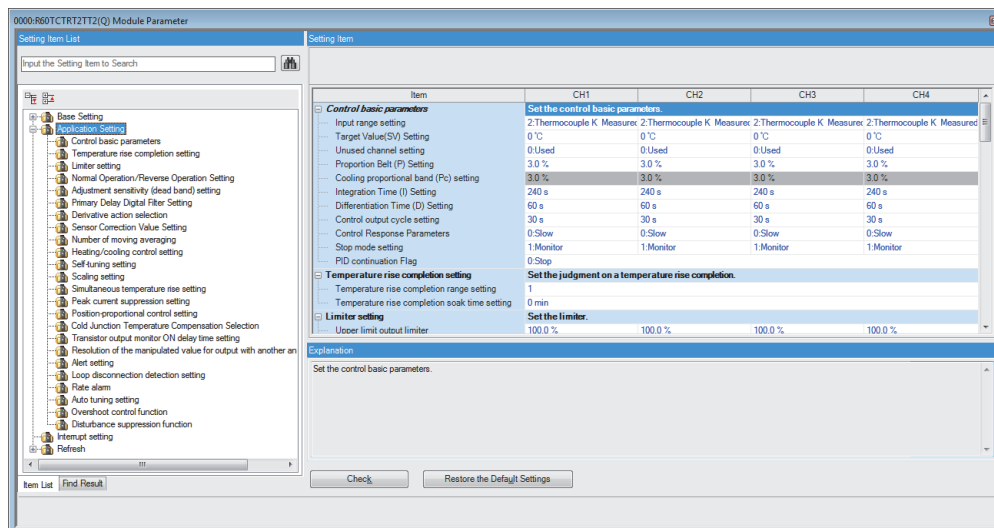 0000:R60TCTRT2TT2(Q) Module Parameter
Setting Item List
Input the Setting Item to Search
Base Setting
Application Setting
Control basic parameters
Temperature rise completion setting
Limiter setting
Normal Operation/Reverse Operation Setting
Adjustment sensitivity (dead band) setting
Primary Delay Digital Filter Setting
Derivative action selection
Sensor Correction Value Setting
Number of moving averaging
Heating/cooling control setting
Self-tuning setting
Scaling setting
Simultaneous temperature rise setting
Peak current suppression setting
Position-proportional control setting
Cold Junction Temperature Compensation Selection
Transistor output monitor ON delay time setting
Resolution of the manipulated value for output with another an
Alert setting
Loop disconnection detection setting
Rate alarm
Auto tuning setting
Overshoot control function
Disturbance suppression function
Interrupt setting
Refresh
Item List Find Result
Setting Item
Item CH1 CH2 CH3 CH4
Control basic parameters Set the control basic parameters.
Input range setting 2:Thermocouple K Measured 2:Thermocouple K Measured 2:Thermocouple K Measured 2:Thermocouple K Measured
Target Value(SV) Setting 0 °C 0 °C 0 °C 0 °C
Unused channel setting 0:Used 0:Used 0:Used 0:Used
Proportion Belt (P) Setting 3.0 % 3.0 % 3.0 % 3.0 %
Cooling proportional band (Pc) setting 3.0 % 3.0 % 3.0 % 3.0 %
Integration Time (I) Setting 240 s 240 s 240 s 240 s
Differentiation Time (D) Setting 60 s 60 s 60 s 60 s
Control output cycle setting 30 s 30 s 30 s 30 s
Control Response Parameters 0:Slow 0:Slow 0:Slow 0:Slow
Stop mode setting 1:Monitor 1:Monitor 1:Monitor 1:Monitor
PID continuation Flag 0:Stop
Temperature rise completion setting Set the judgment on a temperature rise completion.
Temperature rise completion range setting 1
Temperature rise completion soak time setting 0 min
Limiter setting Set the limiter.
Upper limit output limiter 100.0 % 100.0 % 100.0 % 100.0 %
Explanation
Set the control basic parameters.
Check Restore the Default Settings